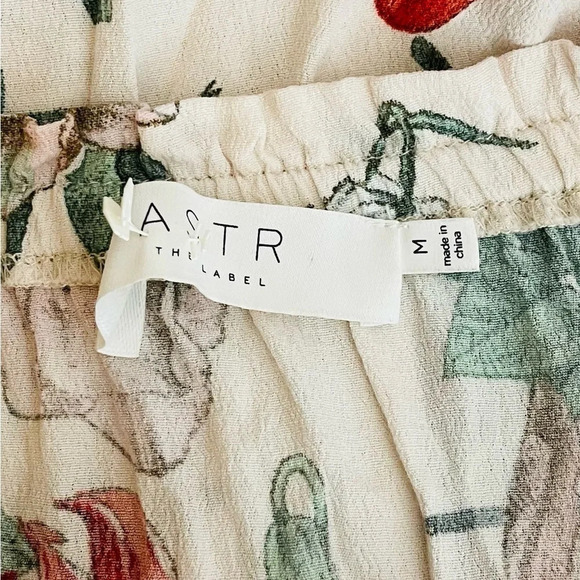 ASTR
THE LABEL
M
made in
china